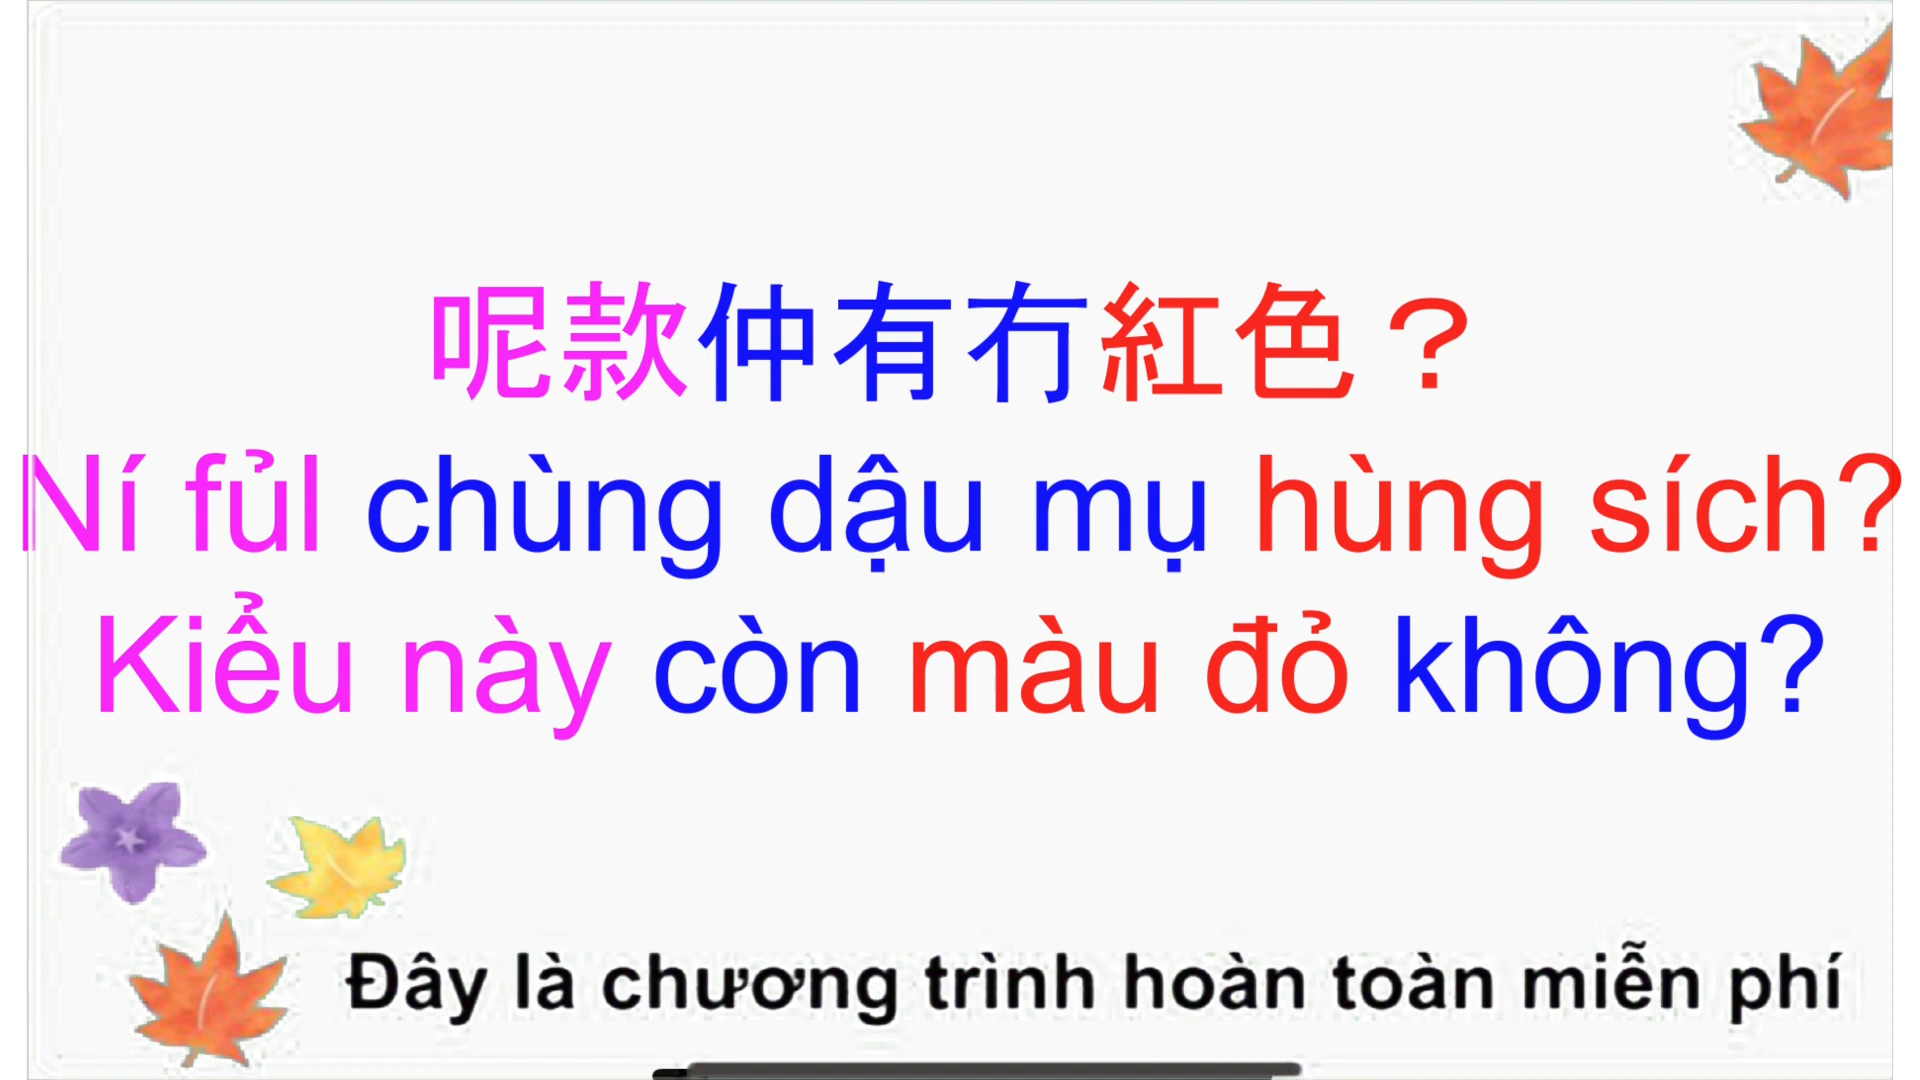 呢款仲有冇紅色？
Ní fủl chùng dậu mụ hùng sích?
Kiểu này còn màu đỏ không?
Đây là chương trình hoàn toàn miễn phí